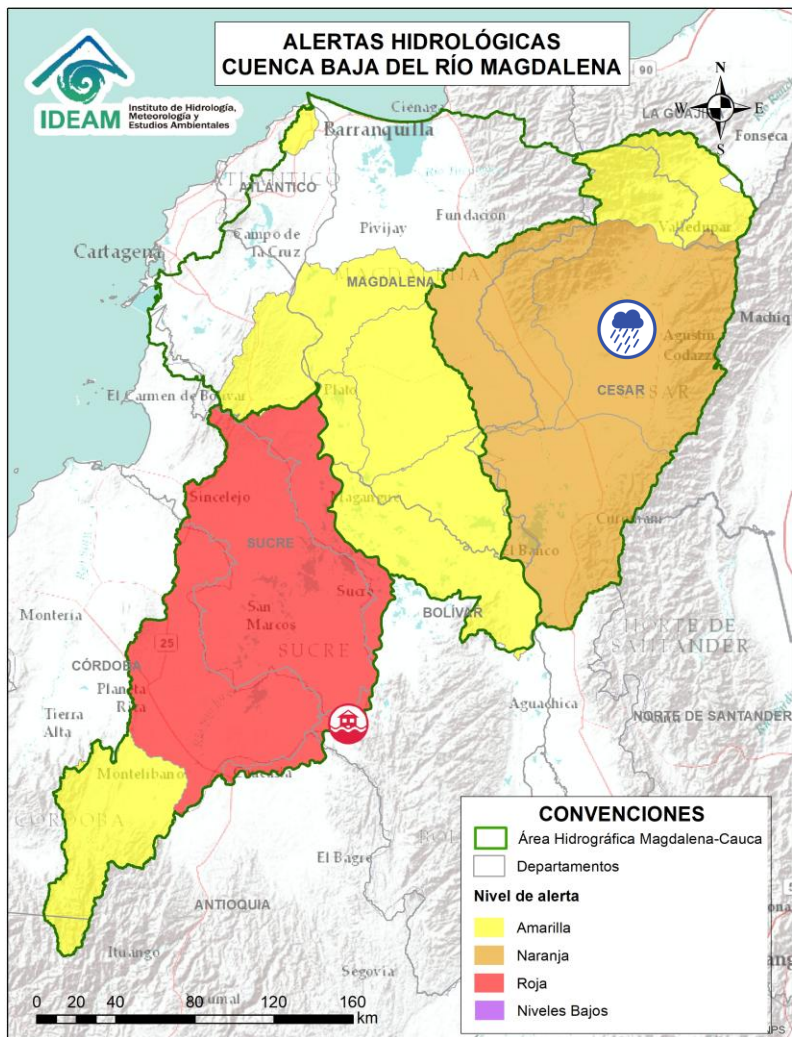 ALERTAS HIDROLÓGICAS
CUENCA BAJA DEL RÍO MAGDALENA
IDEAM
Instituto de Hidrología,
Meteorología y
Estudios Ambientales
N
W
E
S
90
Ciénaga
LA GUAJIRA
Fonseca
Barranquilla
ATLÁNTICO
Fundación
Pivijay
Valledupar
Campo de
la Cruz
Cartagena
MAGDALENA
Machiq
Agustín
Codazzi
CESAR
CESAR
El Carmen de Bolívar
Plato
Sincelejo
Magangué
Curumaní
SUCRE
El Banco
Sucre
San
Marcos
BOLÍVAR
Montería
NORTE DE
SANTANDER
SUCRE
25
CÓRDOBA
Planeta
Rica
Aguachica
Tierra
Alta
NORTE DE SANTANDER
Montelíbano
CÓRDOBA
El Bagre
ANTIOQUIA
Ituango
Segovia
0 20 40 80 120 160
km
CONVENCIONES
Área Hidrográfica Magdalena-Cauca
Departamentos
Nivel de alerta
Amarilla
Naranja
Roja
Niveles Bajos